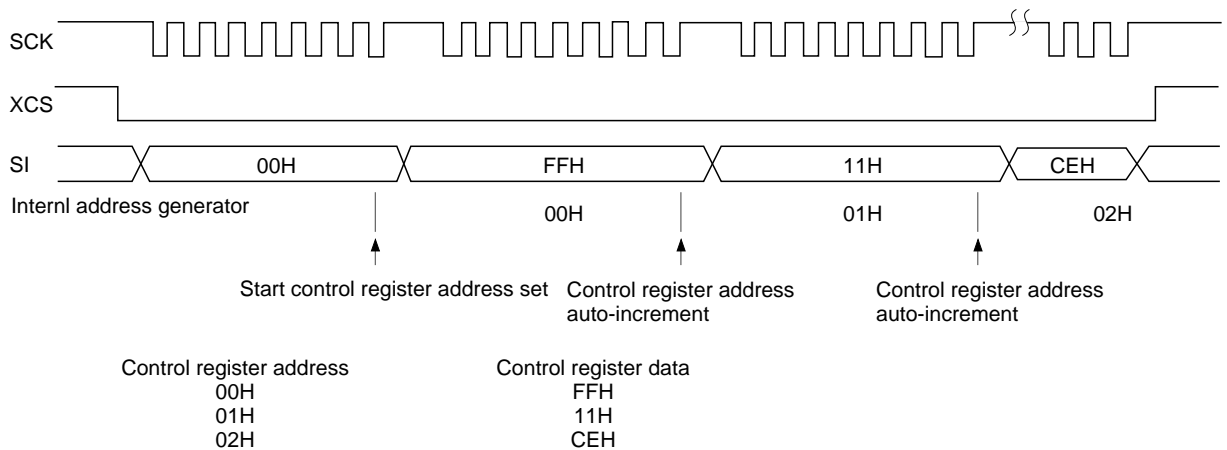 SCK
XCS
SI 00H FFH 11H CEH
Internl address generator 00H 01H 02H
Start control register address set Control register address auto-increment Control register address auto-increment
Control register address Control register data
00H FFH
01H 11H
02H CEH